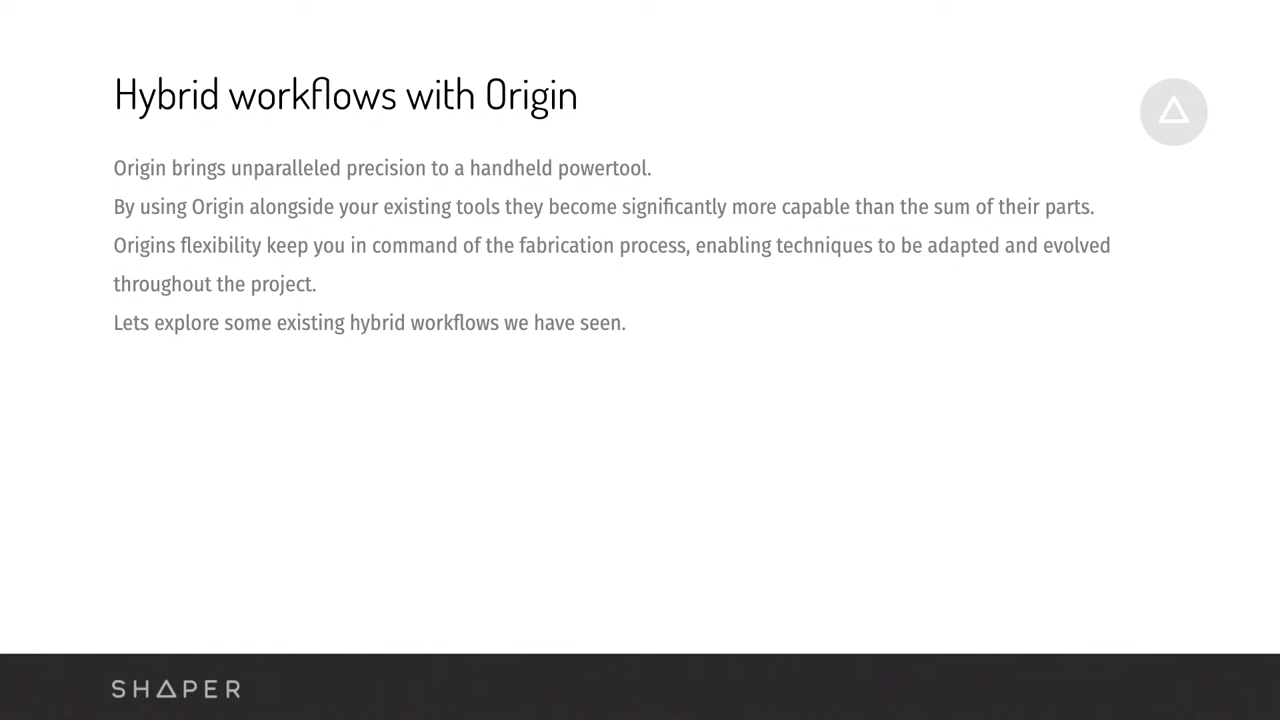 Hybrid workflows with Origin
Origin brings unparalleled precision to a handheld powertool.
By using Origin alongside your existing tools they become significantly more capable than the sum of their parts.
Origins flexibility keep you in command of the fabrication process, enabling techniques to be adapted and evolved
throughout the project.
Lets explore some existing hybrid workflows we have seen.
SHAPER